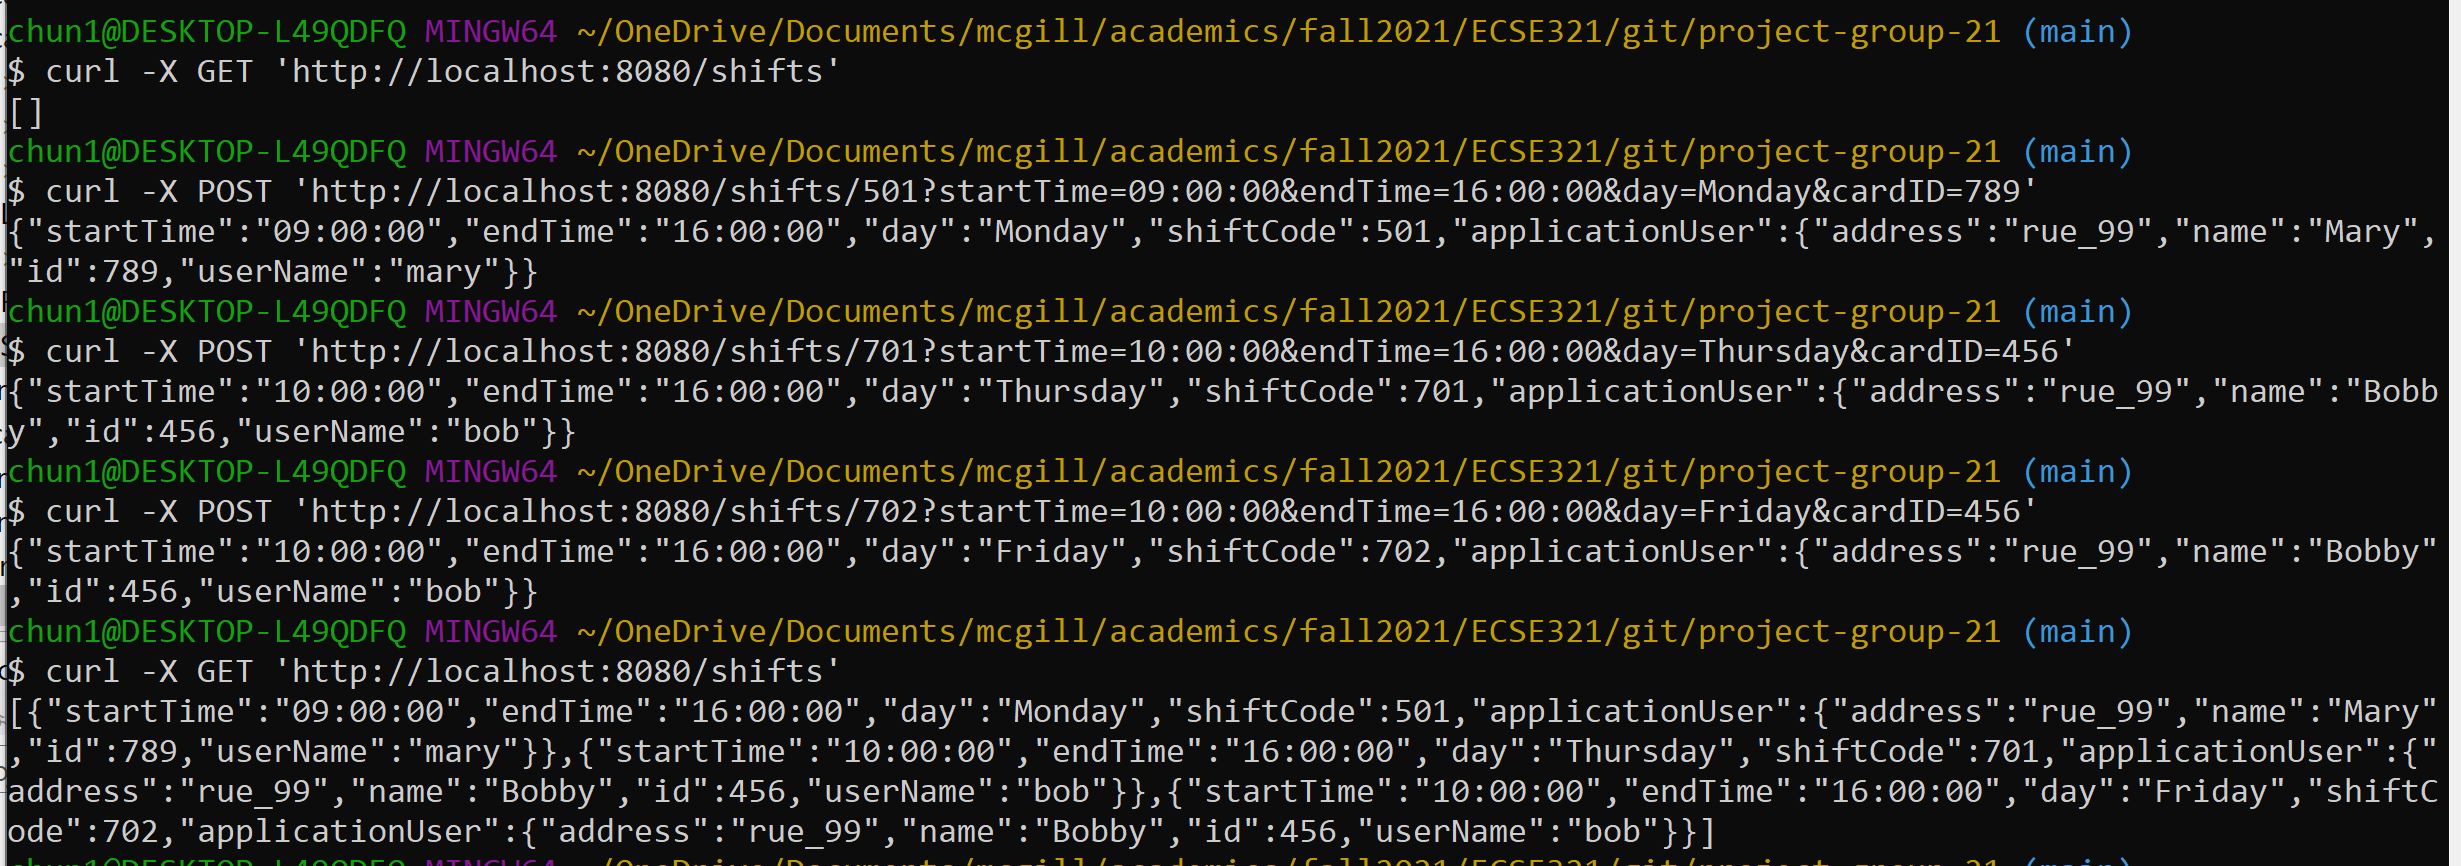 chun1@DESKTOP-L49QDFQ MINGW64 ~/OneDrive/Documents/mcgill/academics/fall2021/ECSE321/git/project-group-21 (main)
$ curl -X GET 'http://localhost:8080/shifts'
[]
chun1@DESKTOP-L49QDFQ MINGW64 ~/OneDrive/Documents/mcgill/academics/fall2021/ECSE321/git/project-group-21 (main)
$ curl -X POST 'http://localhost:8080/shifts/501?startTime=09:00:00&endTime=16:00:00&day=Monday&cardID=789'
{"startTime":"09:00:00","endTime":"16:00:00","day":"Monday","shiftCode":501,"applicationUser":{"address":"rue_99","name":"Mary",
"id":789,"userName":"mary"}}
chun1@DESKTOP-L49QDFQ MINGW64 ~/OneDrive/Documents/mcgill/academics/fall2021/ECSE321/git/project-group-21 (main)
$ curl -X POST 'http://localhost:8080/shifts/701?startTime=10:00:00&endTime=16:00:00&day=Thursday&cardID=456'
{"startTime":"10:00:00","endTime":"16:00:00","day":"Thursday","shiftCode":701,"applicationUser":{"address":"rue_99","name":"Bobb
y","id":456,"userName":"bob"}}
chun1@DESKTOP-L49QDFQ MINGW64 ~/OneDrive/Documents/mcgill/academics/fall2021/ECSE321/git/project-group-21 (main)
$ curl -X POST 'http://localhost:8080/shifts/702?startTime=10:00:00&endTime=16:00:00&day=Friday&cardID=456'
{"startTime":"10:00:00","endTime":"16:00:00","day":"Friday","shiftCode":702,"applicationUser":{"address":"rue_99","name":"Bobby"
,"id":456,"userName":"bob"}}
chun1@DESKTOP-L49QDFQ MINGW64 ~/OneDrive/Documents/mcgill/academics/fall2021/ECSE321/git/project-group-21 (main)
$ curl -X GET 'http://localhost:8080/shifts'
[{"startTime":"09:00:00","endTime":"16:00:00","day":"Monday","shiftCode":501,"applicationUser":{"address":"rue_99","name":"Mary"
,"id":789,"userName":"mary"}},{"startTime":"10:00:00","endTime":"16:00:00","day":"Thursday","shiftCode":701,"applicationUser":{"
address":"rue_99","name":"Bobby","id":456,"userName":"bob"}},{"startTime":"10:00:00","endTime":"16:00:00","day":"Friday","shiftC
ode":702,"applicationUser":{"address":"rue_99","name":"Bobby","id":456,"userName":"bob"}}]